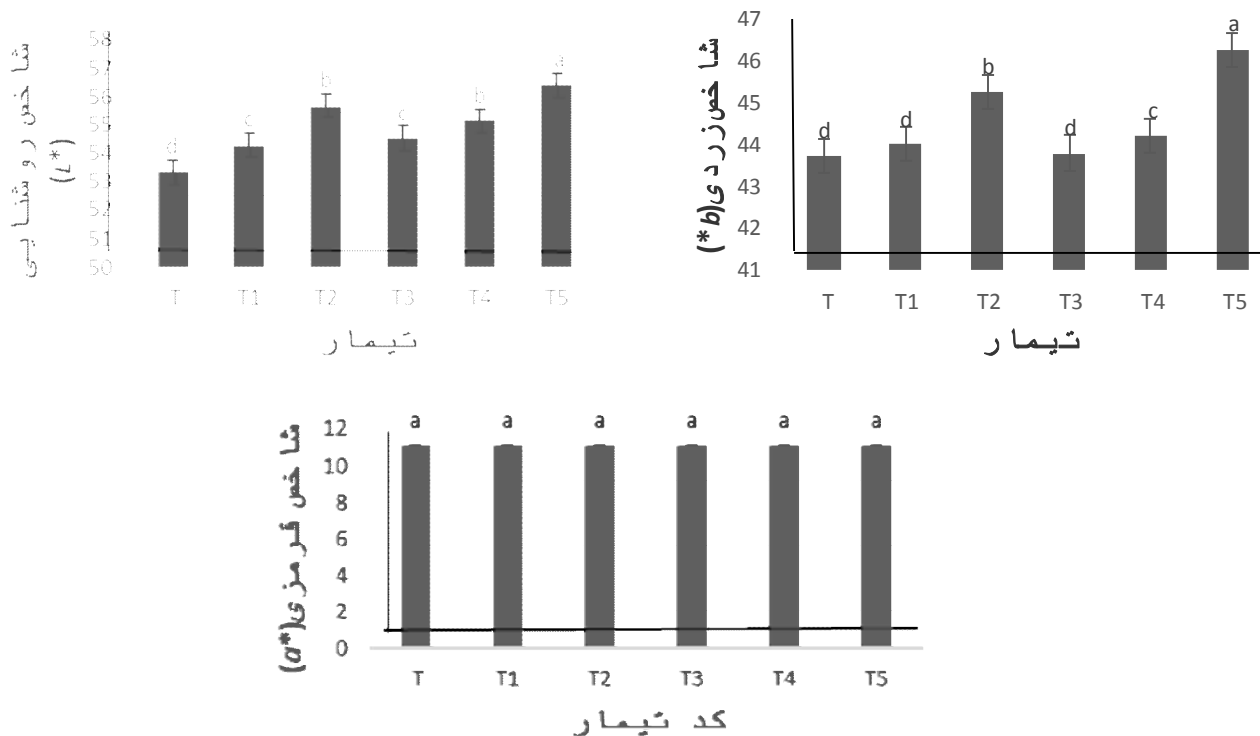 شاخص روشنایی
(L*)
58
57
56
55
54
53
52
51
50
d
c
b
c
b
a
T T1 T2 T3 T4 T5
تیمار
شاخص زردی(b*)
47
46
45
44
43
42
41
d
d
b
d
c
a
T T1 T2 T3 T4 T5
تیمار
شاخص قرمزی(a*)
12
10
8
6
4
2
0
a a a a a a
T T1 T2 T3 T4 T5
کد تیمار